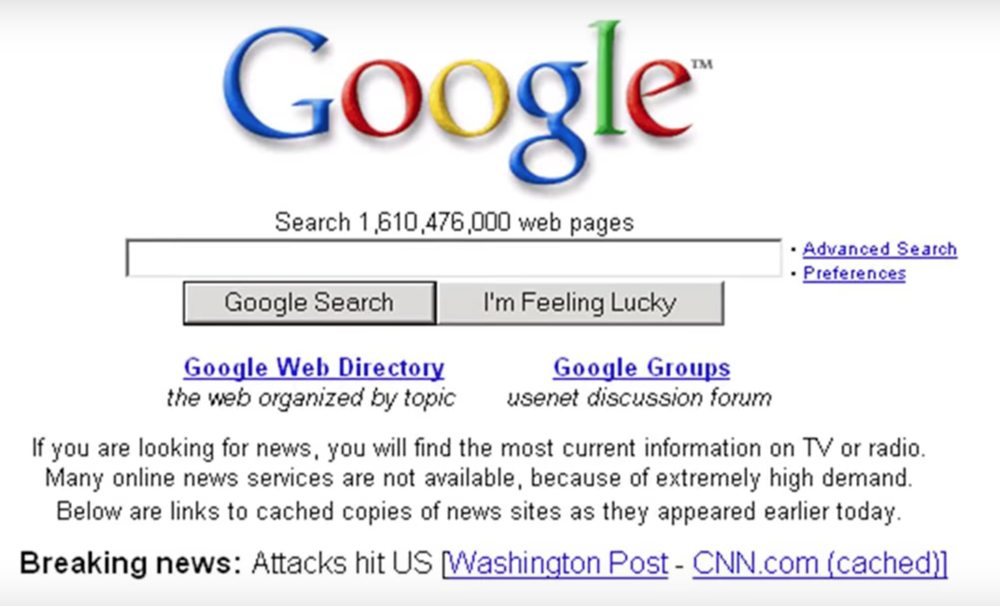 Google™
Search 1,610,476,000 web pages
• Advanced Search
• Preferences
Google Search I'm Feeling Lucky
Google Web Directory Google Groups
the web organized by topic usenet discussion forum
If you are looking for news, you will find the most current information on TV or radio.
Many online news services are not available, because of extremely high demand.
Below are links to cached copies of news sites as they appeared earlier today.
Breaking news: Attacks hit US [Washington Post - CNN.com (cached)]